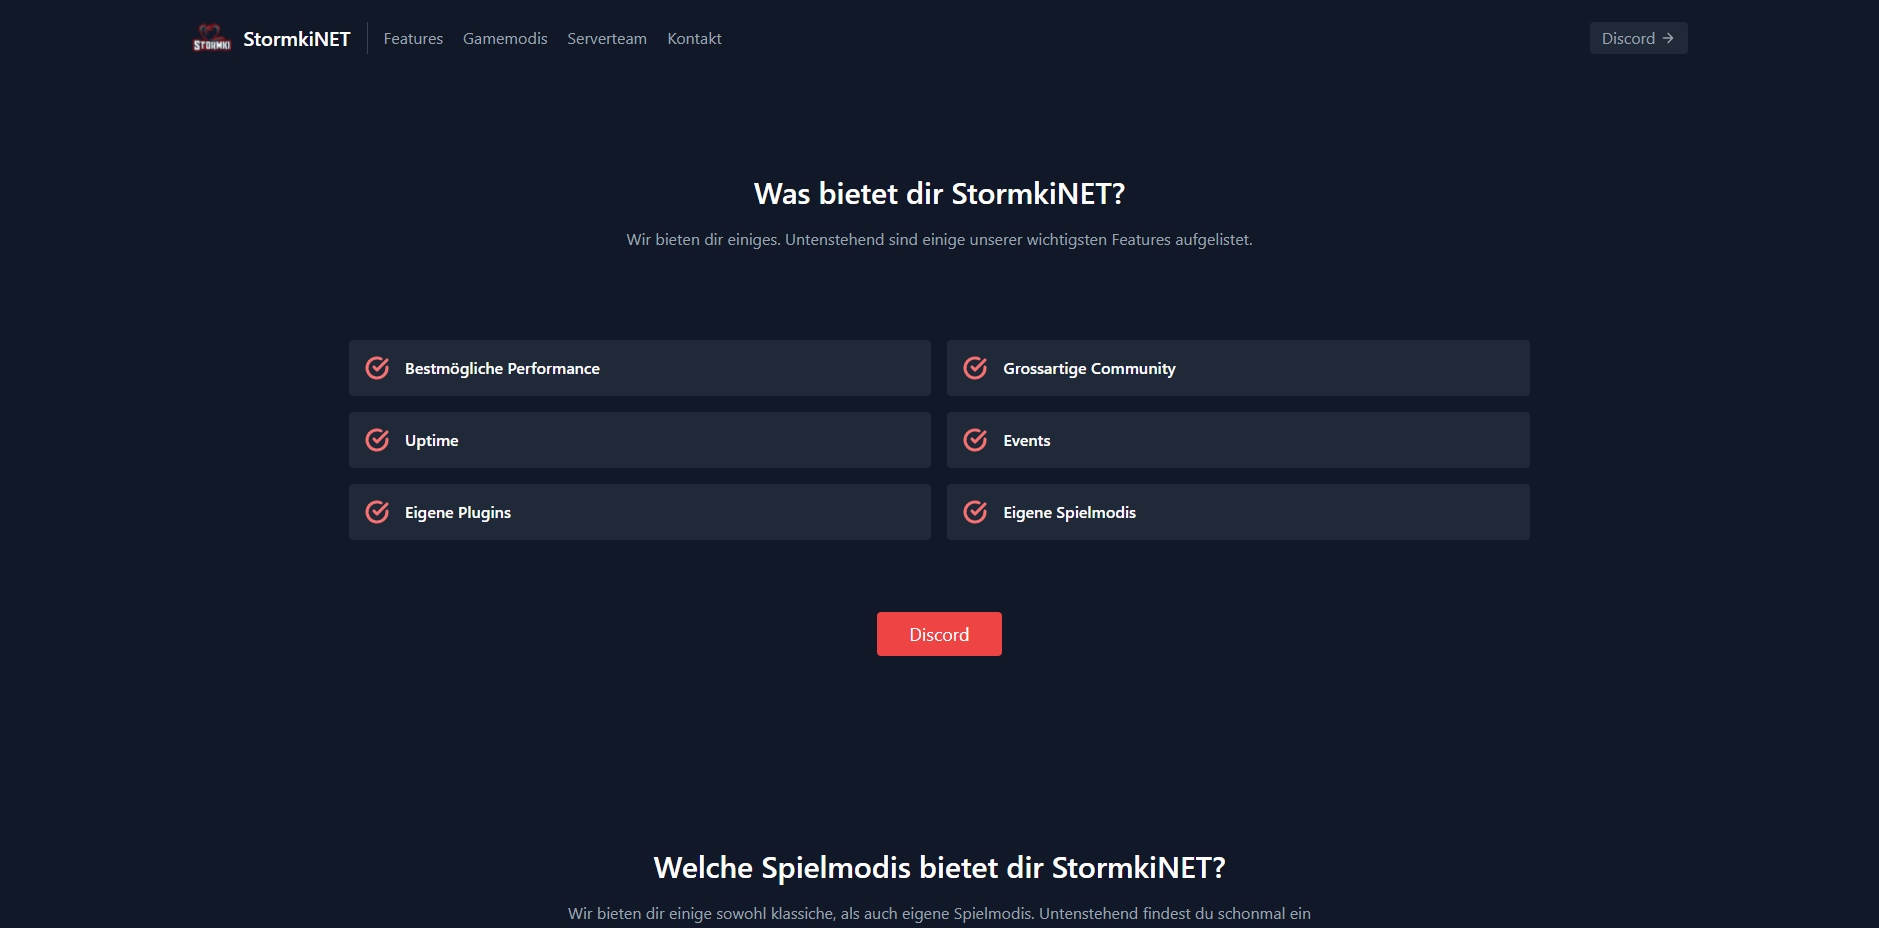 STORMKI
StormkiNET
Features
Gamemodis
Serverteam
Kontakt
Discord →
Was bietet dir StormkiNET?
Wir bieten dir einiges. Untenstehend sind einige unserer wichtigsten Features aufgelistet.
Bestmögliche Performance
Grossartige Community
Uptime
Events
Eigene Plugins
Eigene Spielmodis
Discord
Welche Spielmodis bietet dir StormkiNET?
Wir bieten dir einige sowohl klassiche, als auch eigene Spielmodis. Untenstehend findest du schonmal ein